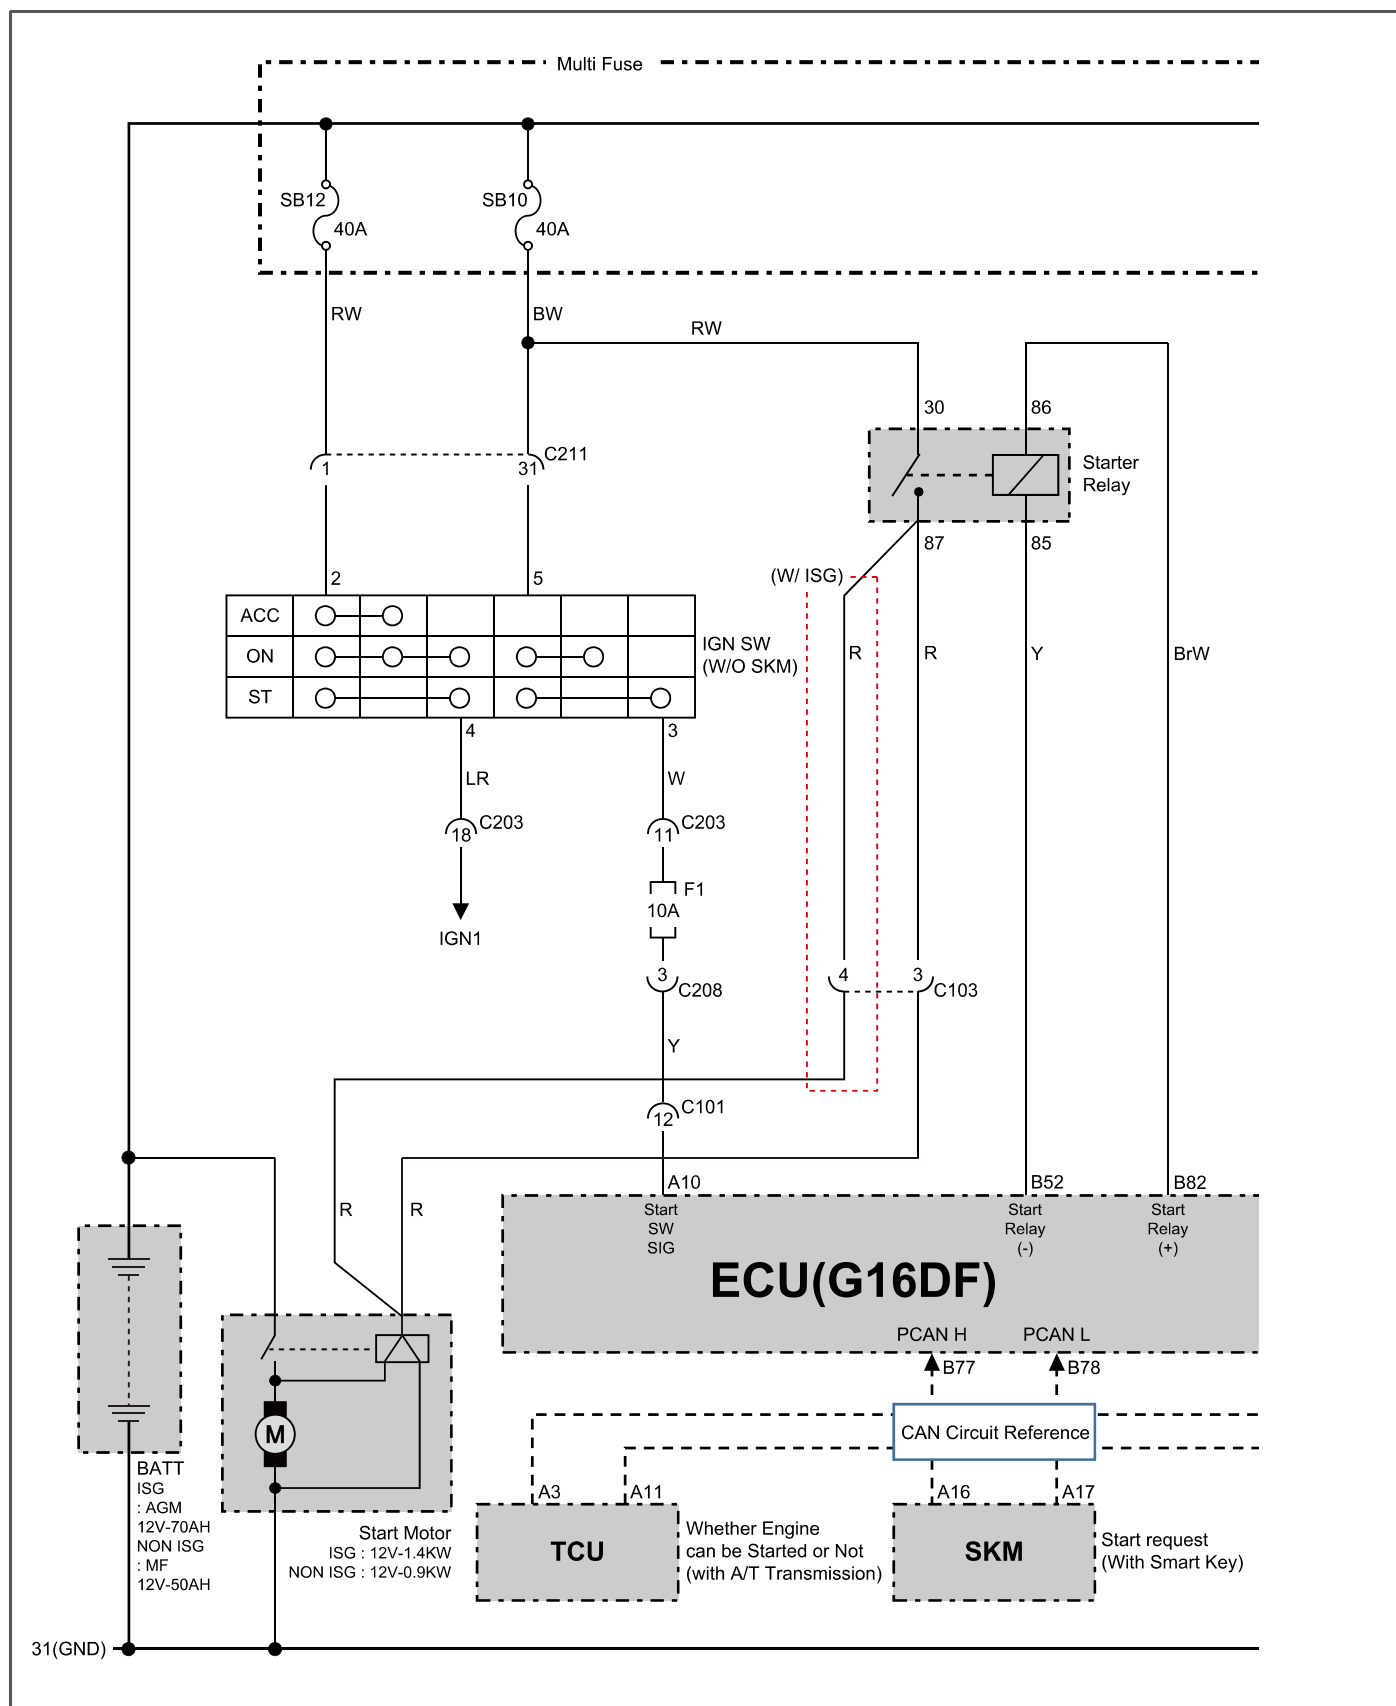 Multi Fuse
SB12
40A
SB10
40A
RW
BW
RW
30
86
C211
1
31
Starter
Relay
87
85
2
5
(W/ ISG)
ACC
ON
ST
IGN SW
(W/O SKM)
R
R
Y
BrW
4
3
LR
W
C203
18
C203
11
F1
10A
IGN1
3
C208
4
3
C103
Y
C101
12
A10
B52
B82
R
R
Start
SW
SIG
Start
Relay
(-)
Start
Relay
(+)
ECU(G16DF)
PCAN H
PCAN L
B77
B78
M
CAN Circuit Reference
BATT
ISG
: AGM
12V-70AH
NON ISG
: MF
12V-50AH
Start Motor
ISG : 12V-1.4KW
NON ISG : 12V-0.9KW
A3
A11
A16
A17
TCU
Whether Engine
can be Started or Not
(with A/T Transmission)
SKM
Start request
(With Smart Key)
31(GND)